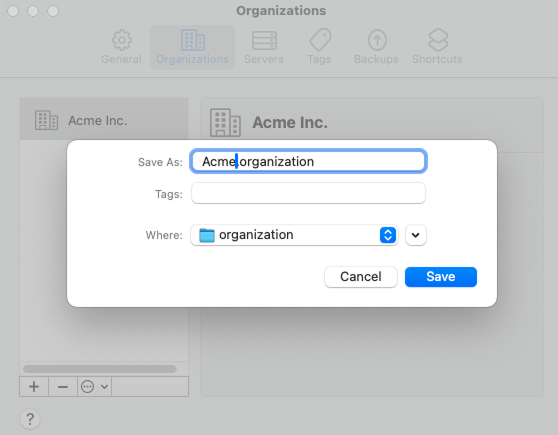 Organizations
General Organizations Servers Tags Backups Shortcuts
Acme Inc.
Acme Inc.
Save As: Acme organization
Tags:
Where: organization
Cancel Save
?